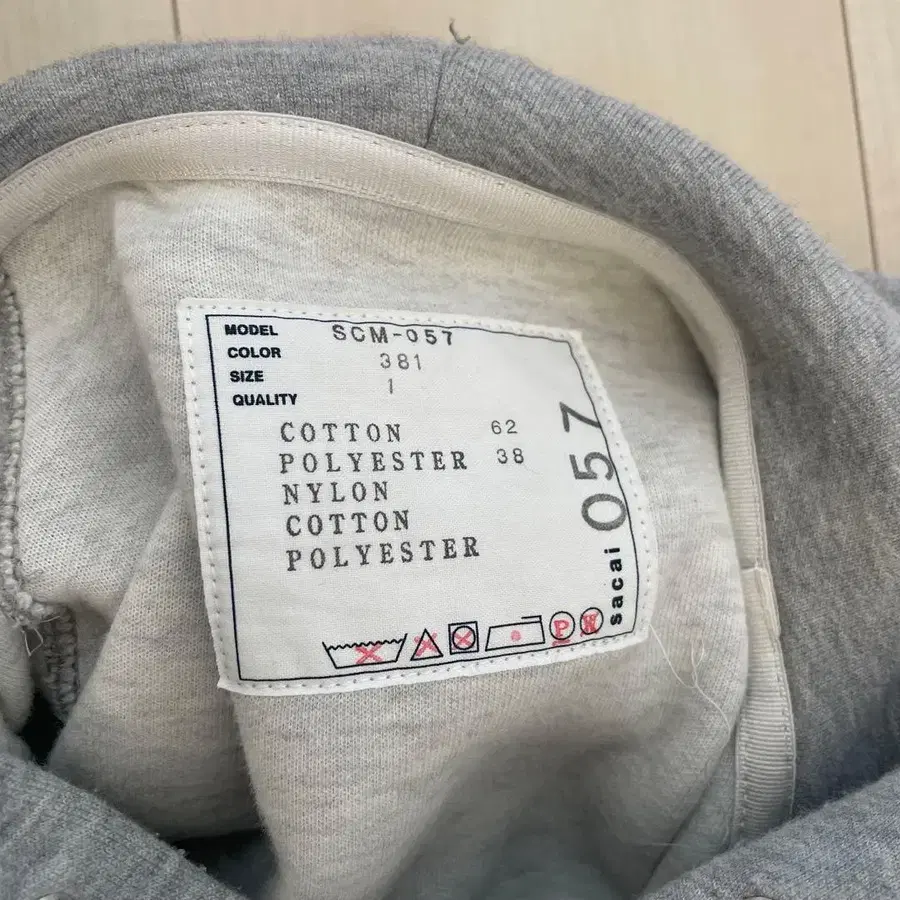 MODEL SCM-057
COLOR 381
SIZE 1
QUALITY
COTTON 62
POLYESTER 38
NYLON
COTTON
POLYESTER
P W
sacai 057